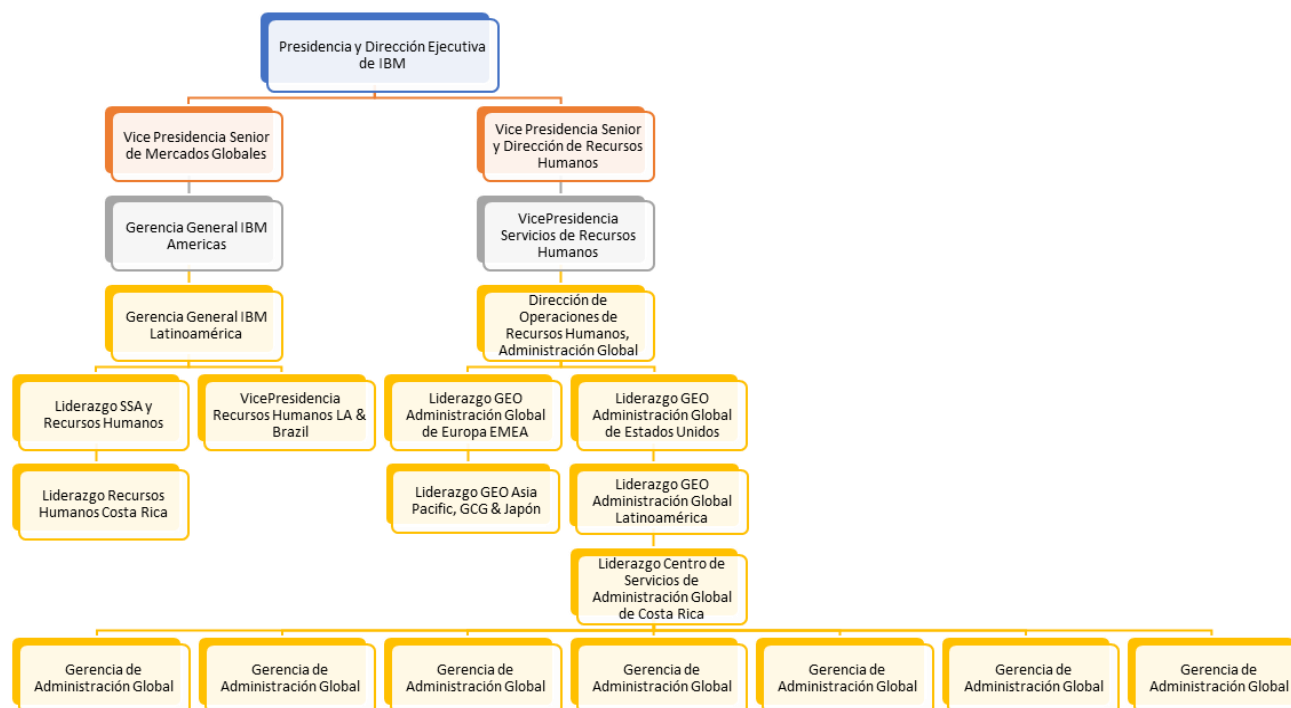 Presidencia y Dirección Ejecutiva
de IBM
Vice Presidencia Senior
de Mercados Globales
Vice Presidencia Senior
y Dirección de Recursos
Humanos
Gerencia General IBM
Americas
VicePresidencia
Servicios de Recursos
Humanos
Gerencia General IBM
Latinoamérica
Dirección de
Operaciones de
Recursos Humanos,
Administración Global
Liderazgo SSA y
Recursos Humanos
VicePresidencia
Recursos Humanos LA &
Brazil
Liderazgo GEO
Administración Global
de Europa EMEA
Liderazgo GEO
Administración Global
de Estados Unidos
Liderazgo Recursos
Humanos Costa Rica
Liderazgo GEO Asia
Pacific, GCG & Japón
Liderazgo GEO
Administración Global
Latinoamérica
Liderazgo Centro de
Servicios de
Administración Global
de Costa Rica
Gerencia de
Administración Global
Gerencia de
Administración Global
Gerencia de
Administración Global
Gerencia de
Administración Global
Gerencia de
Administración Global
Gerencia de
Administración Global
Gerencia de
Administración Global